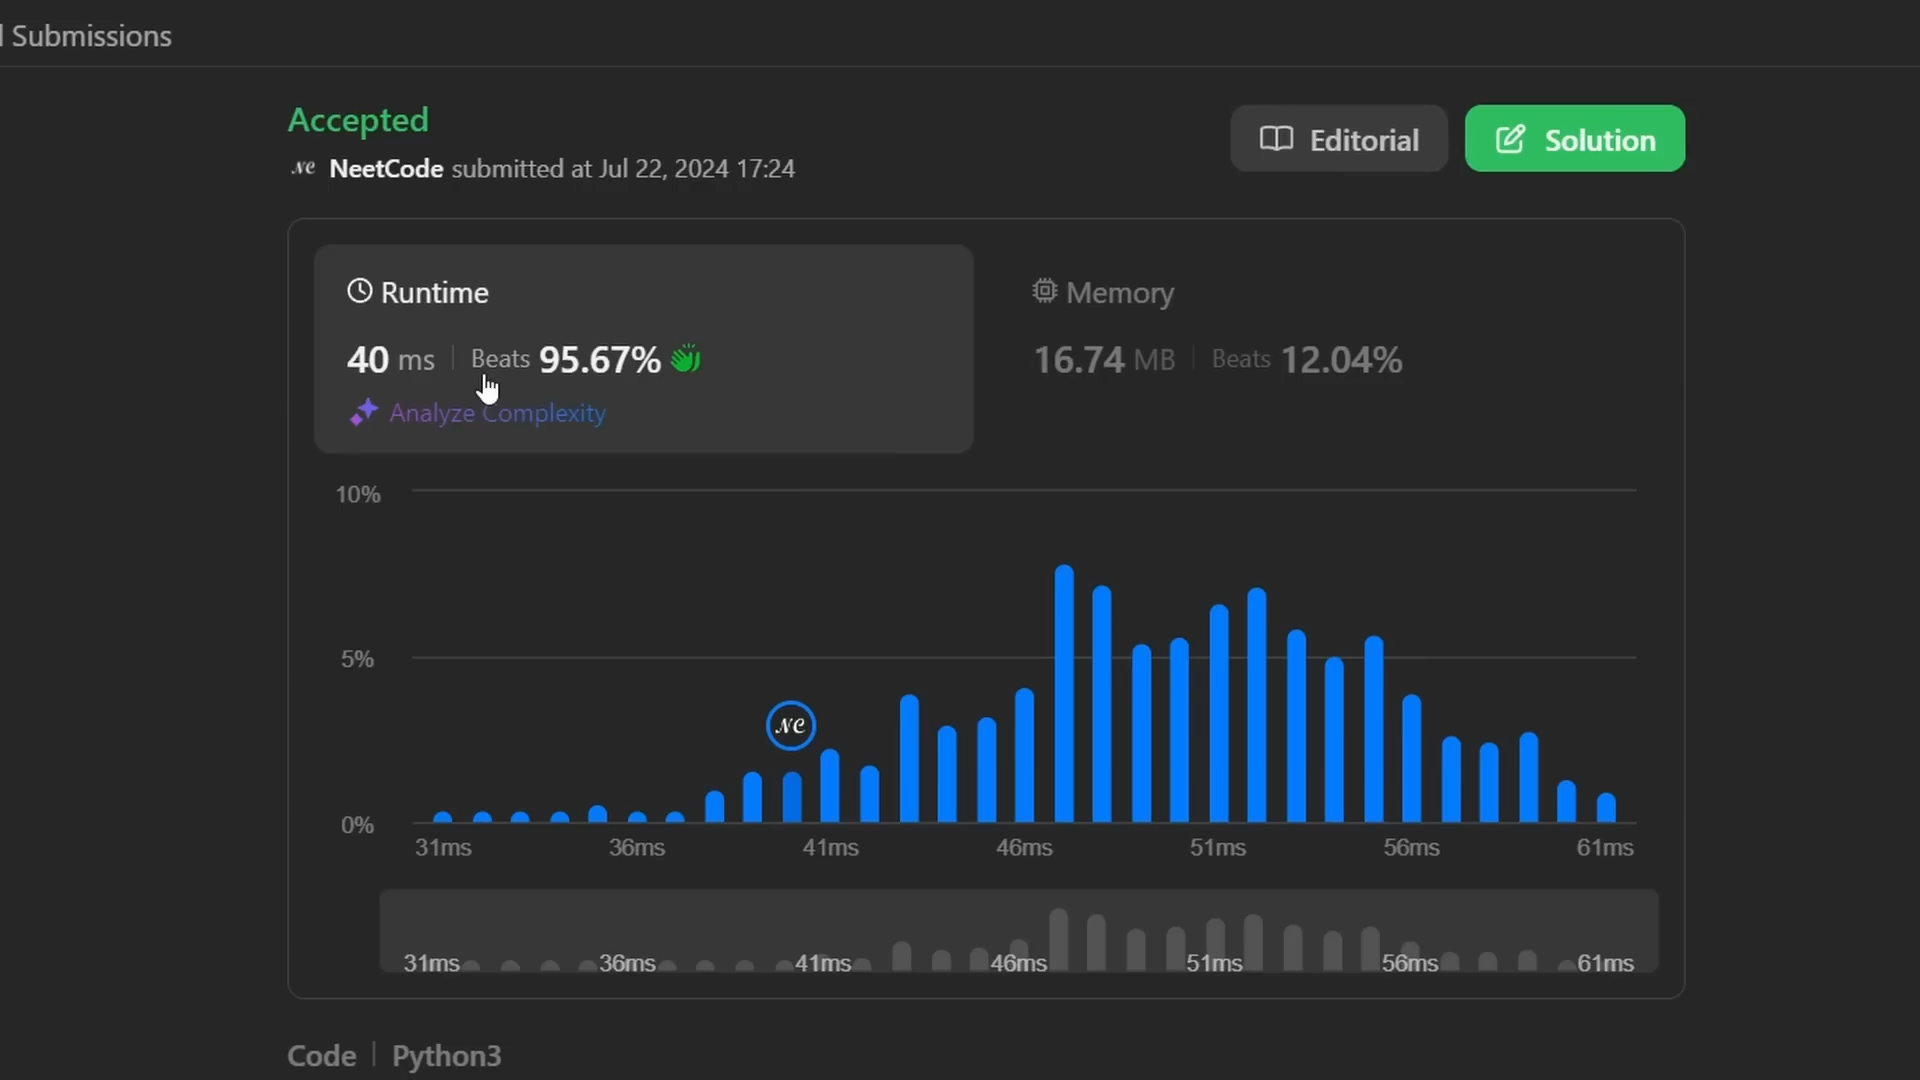 Submissions
Accepted
NC NeetCode submitted at Jul 22, 2024 17:24
Editorial
Solution
Runtime
40 ms | Beats 95.67%
Analyze Complexity
Memory
16.74 MB | Beats 12.04%
10%
5%
0%
NC
31ms 36ms 41ms 46ms 51ms 56ms 61ms
31ms 36ms 41ms 46ms 51ms 56ms 61ms
Code | Python3